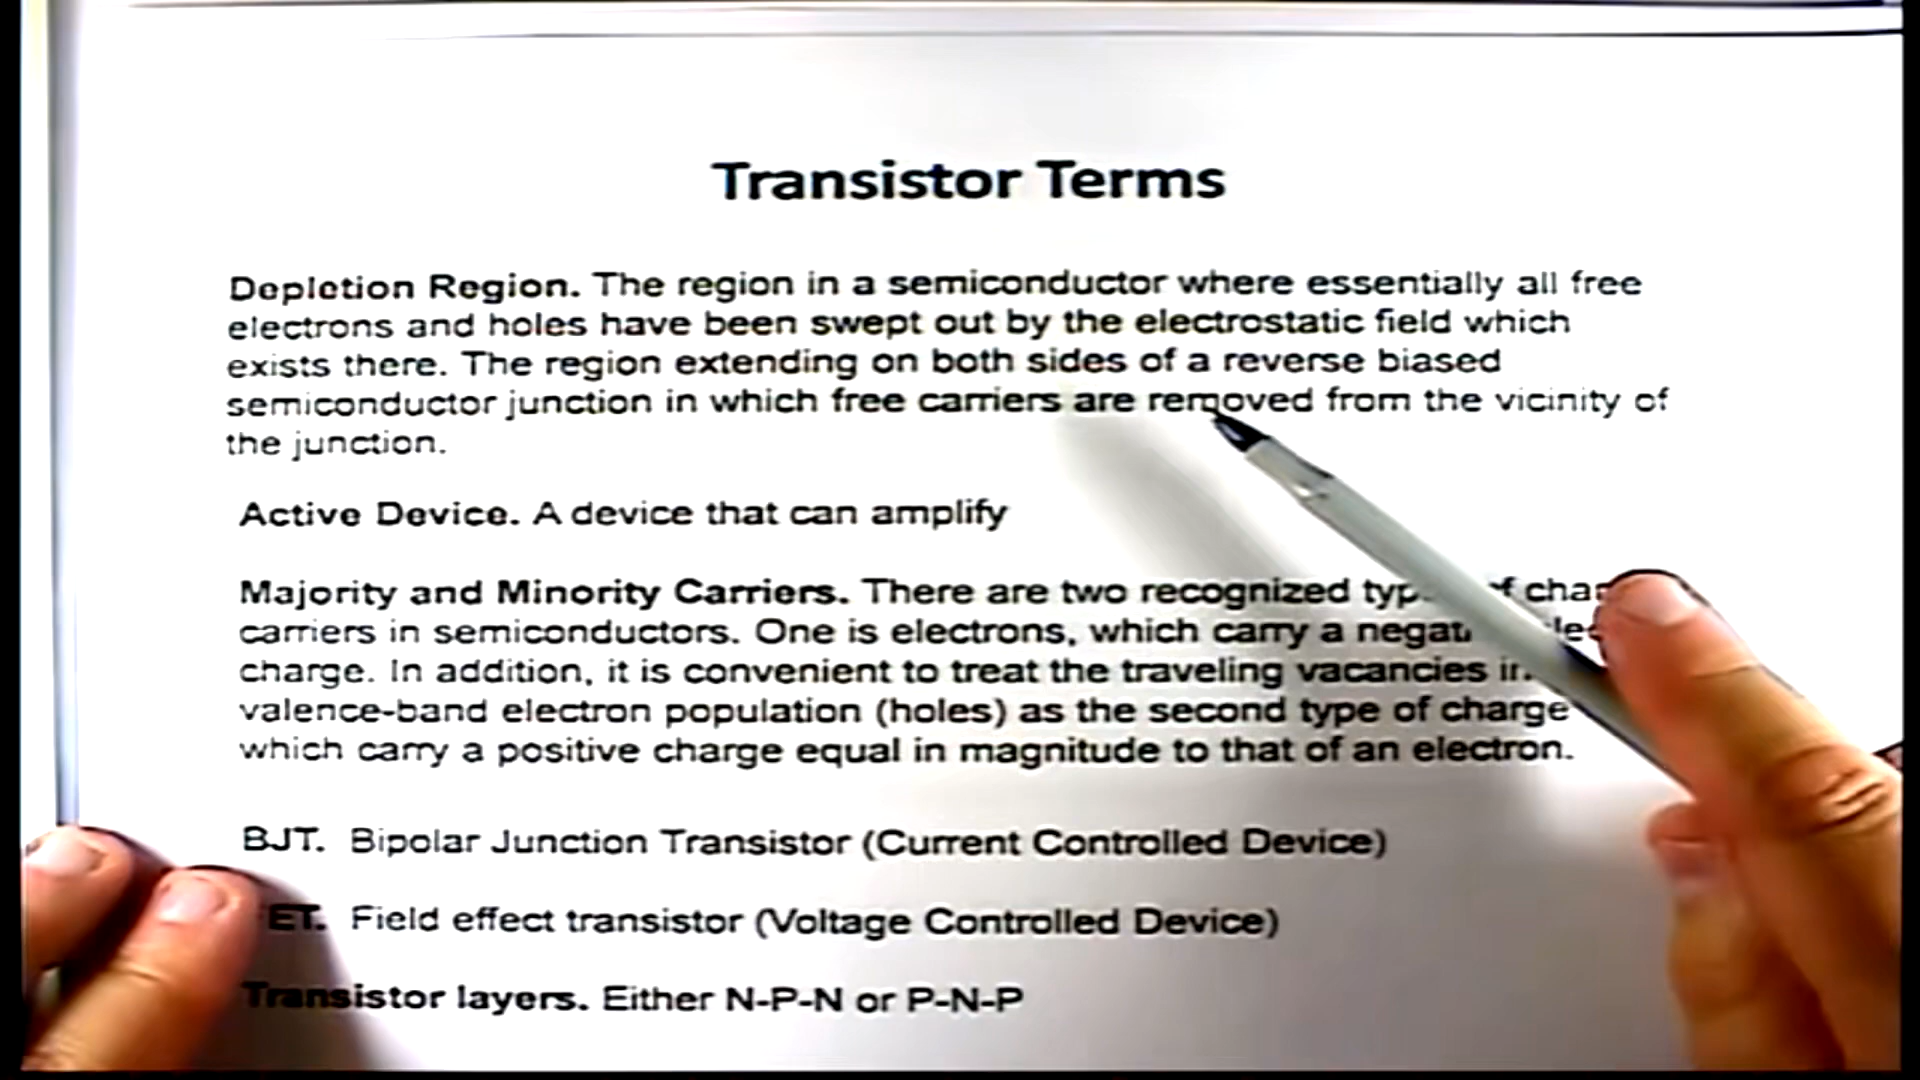 Transistor Terms
Depletion Region. The region in a semiconductor where essentially all free
electrons and holes have been swept out by the electrostatic field which
exists there. The region extending on both sides of a reverse biased
semiconductor junction in which free carriers are removed from the vicinity of
the junction.
Active Device. A device that can amplify
Majority and Minority Carriers. There are two recognized
carriers in semiconductors. One is electrons, which carry a
charge. In addition, it is convenient to treat the traveling vacancies
valence-band electron population (holes) as the second type of charge
which carry a positive charge equal in magnitude to that of an electron.
BJT. Bipolar Junction Transistor (Current Controlled Device)
Field effect transistor (Voltage Controlled Device)
Transistor layers. Either N-P-N or P-N-P